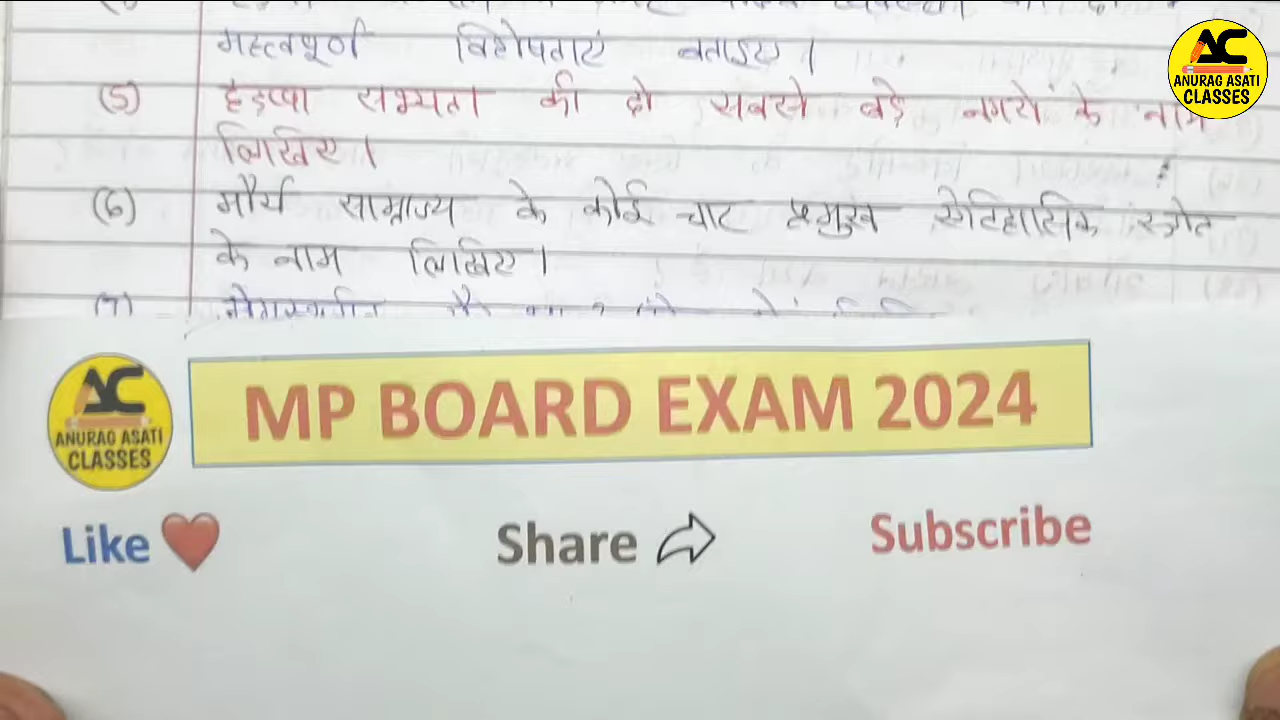 महत्वपूर्ण विशेषताएं बताइए।
(5) हड़प्पा सभ्यता की दो सबसे बड़े नगरों के नाम
लिखिए।
(6) मौर्य साम्राज्य के कोई चार प्रमुख ऐतिहासिक स्त्रोत
के नाम लिखिए।
(7)
AC
ANURAG ASATI
CLASSES
AC
ANURAG ASATI
CLASSES
MP BOARD EXAM 2024
Like Share Subscribe